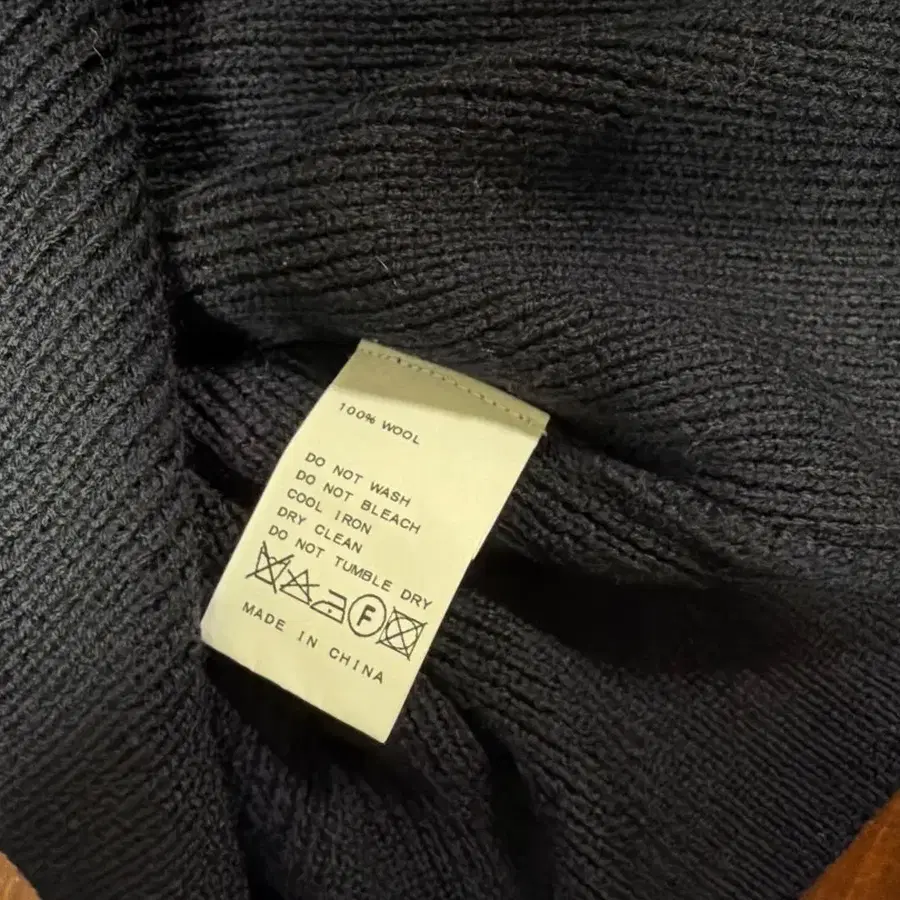 100% WOOL
DO NOT WASH
DO NOT BLEACH
COOL IRON
DRY CLEAN
DO NOT TUMBLE DRY
F
MADE IN CHINA